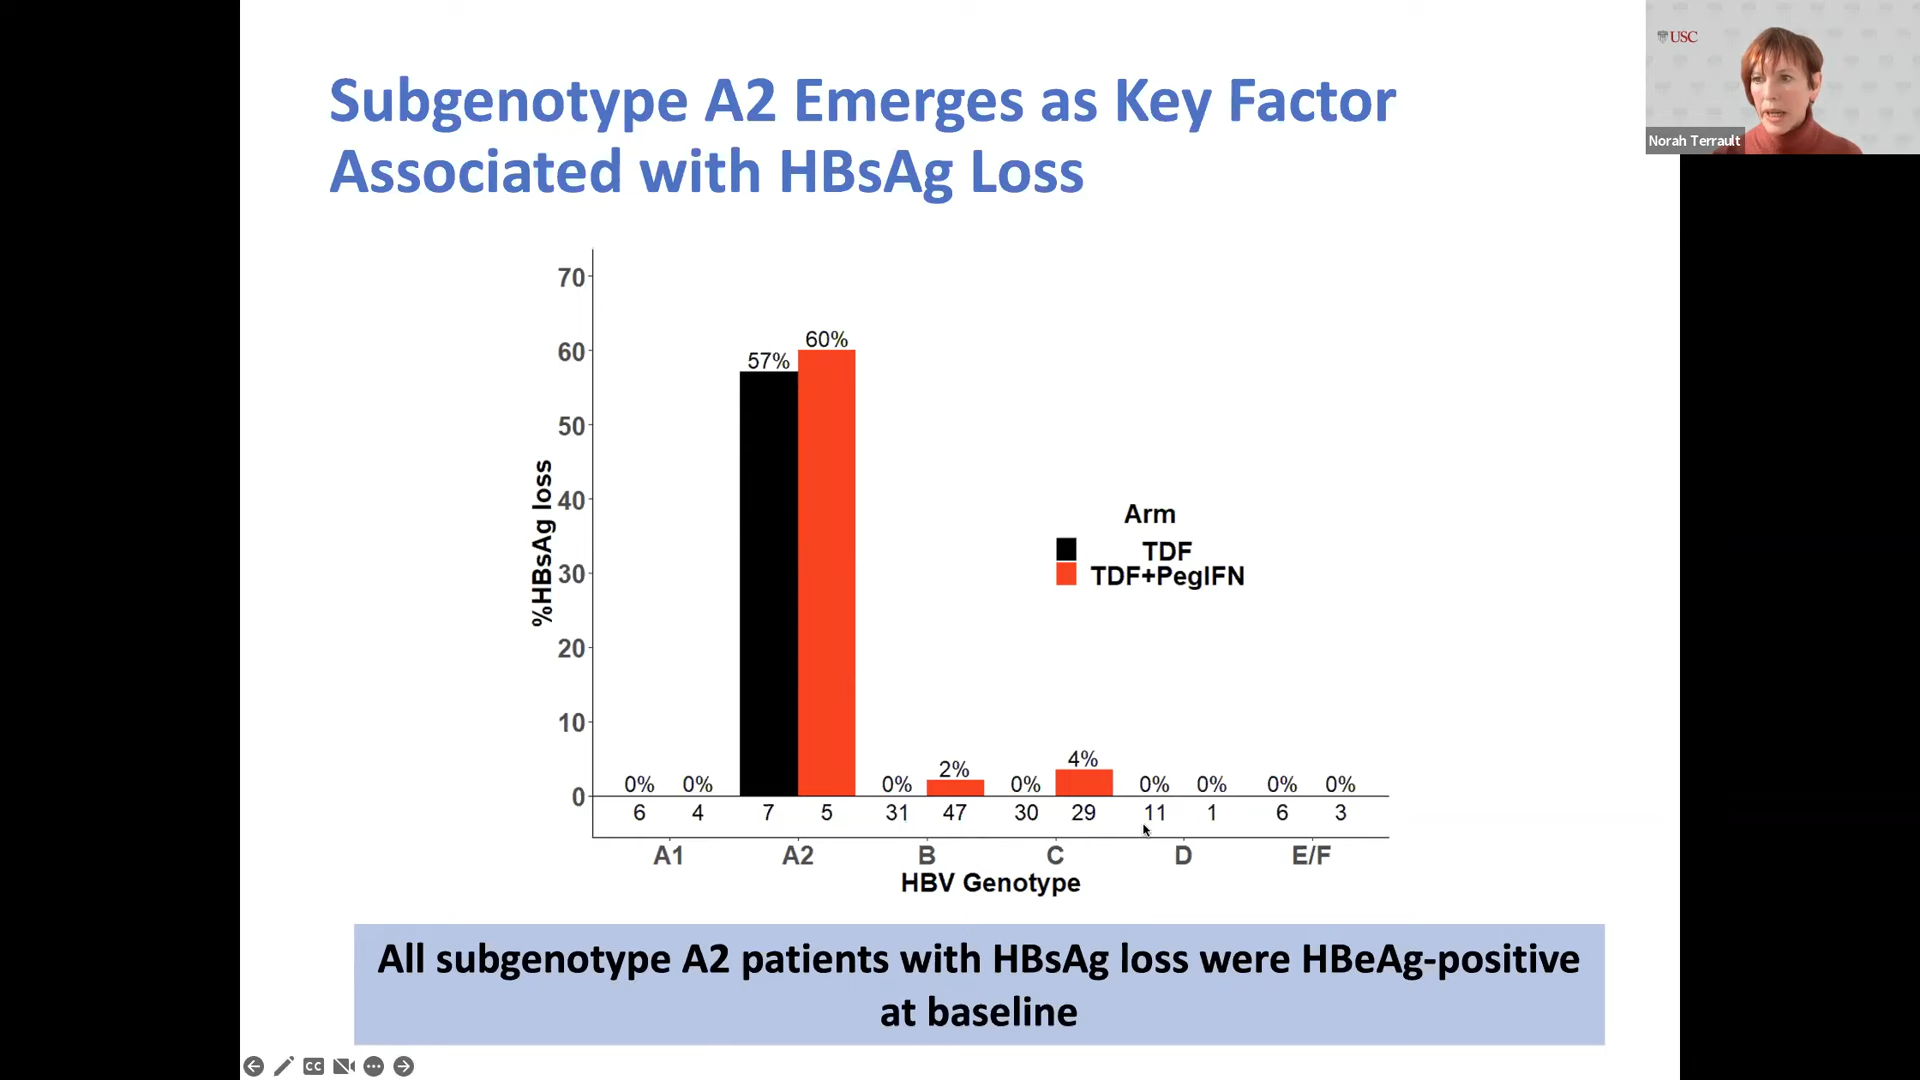 USC
Norah Terrault
Subgenotype A2 Emerges as Key Factor
Associated with HBsAg Loss
%HBsAg loss
70
60
50
40
30
20
10
0
0% 0% 57% 60% 0% 2% 0% 4% 0% 0% 0% 0%
6 4 7 5 31 47 30 29 11 1 6 3
A1 A2 B C D E/F
HBV Genotype
Arm
TDF
TDF+PegIFN
All subgenotype A2 patients with HBsAg loss were HBeAg-positive
at baseline
CC